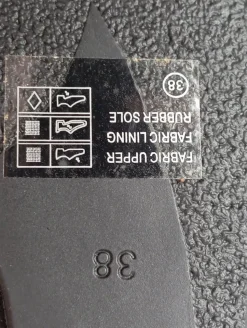 38
FABRIC UPPER
FABRIC LINING
RUBBER SOLE
38